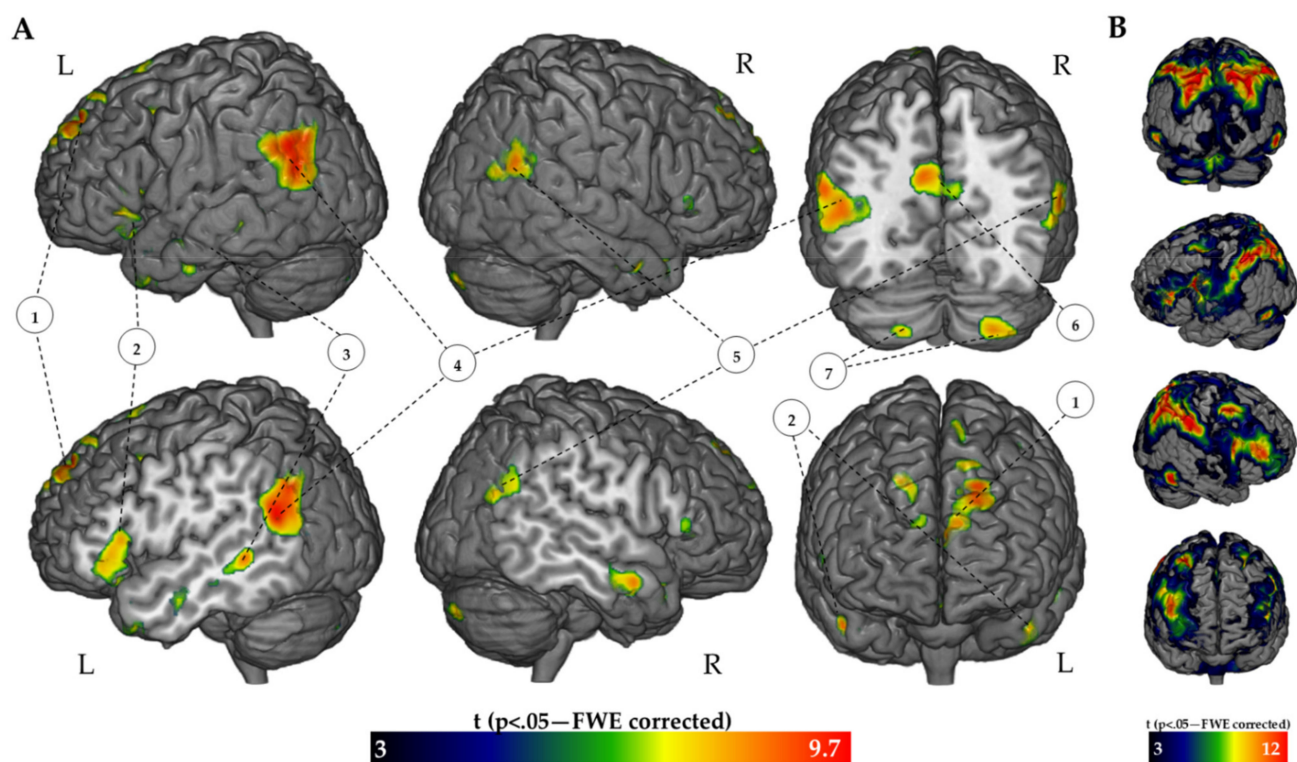 A
B
L
R
R
1
2
3
4
5
6
7
2
1
L
R
L
t (p<.05—FWE corrected)
3 9.7
t (p<.05—FWE corrected)
3 12